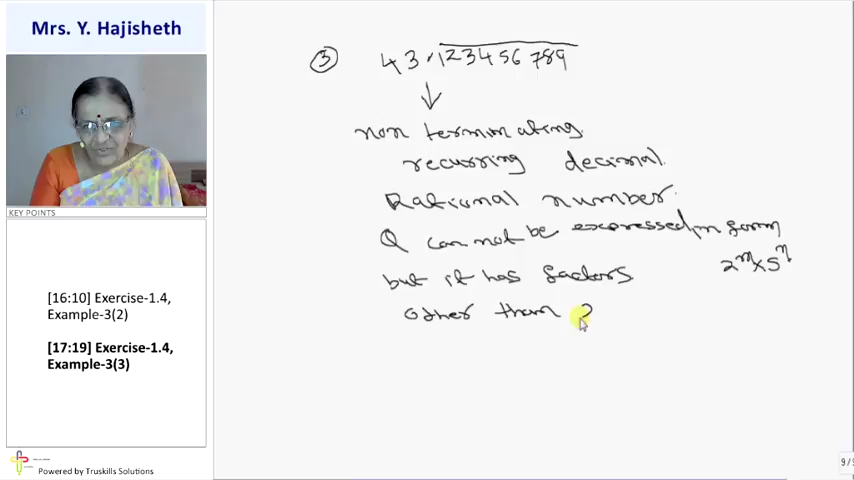 Mrs. Y. Hajisheth
KEY POINTS
[16:10] Exercise-1.4,
Example-3(2)
[17:19] Exercise-1.4,
Example-3(3)
Powered by Truskills Solutions
③ 43.123456789
non terminating
recurring decimal.
Rational number.
Q can not be expressed in form
2^m x 5^n
but it has factors
other than 2
9/9